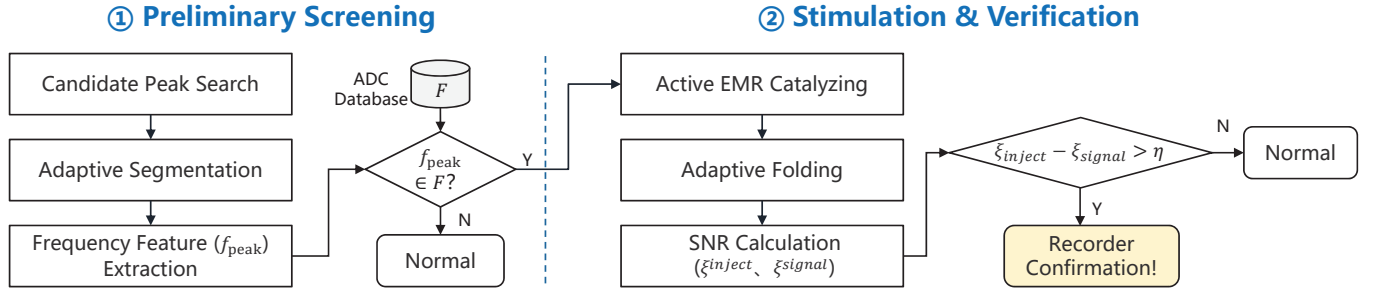 ① Preliminary Screening
Candidate Peak Search
Adaptive Segmentation
Frequency Feature (f_peak)
Extraction
ADC
Database
F
f_peak
∈ F?
Y
N
Normal
② Stimulation & Verification
Active EMR Catalyzing
Adaptive Folding
SNR Calculation
(ξ^inject、ξ^signal)
ξ_inject − ξ_signal > η
N
Normal
Y
Recorder
Confirmation!